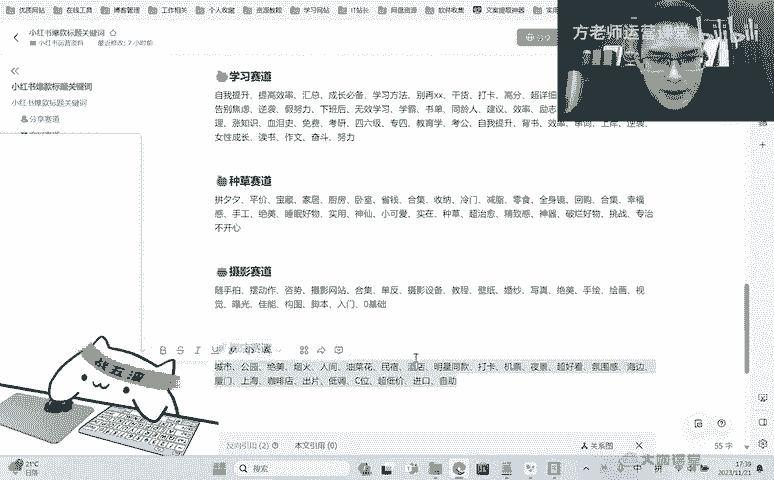 优质网站 在线工具 博客管理 工作相关 个人收藏 资源教程 学习网站 IT站长 网盘资源 软件收集 文案提取神器
小红书爆款标题关键词
小红书运营资料 最近修改：7小时前
分享
方老师运营课堂
小红书爆款标题关键词
小红书爆款标题关键词
分享赛道
学习赛道
自我提升、提高效率、汇总、成长必备、学习方法、别再xx、干货、打卡、高分、超详细
告别焦虑、逆袭、假努力、下班后、无效学习、学霸、书单、同龄人、建议、效率、励志
理、涨知识、血泪史、免费、考研、四六级、专四、教育学、考公、自我提升、背书、效率、单词、上岸、逆袭、
女性成长、读书、作文、奋斗、努力
种草赛道
拼夕夕、平价、宝藏、家居、厨房、卧室、省钱、合集、收纳、冷门、减脂、零食、全身镜、回购、合集、幸福
感、手工、绝美、睡眠好物、实用、神仙、小可爱、实在、种草、超治愈、精致感、神器、破烂好物、挑战、专治
不开心
摄影赛道
随手拍、摆动作、咨势、摄影网站、合集、单反、摄影设备、教程、壁纸、婚纱、写真、绝美、手绘、绘画、视
觉、曝光、佳能、构图、脚本、入门、0基础
城市、公园、绝美、烟火、人间、油菜花、民宿、酒店、明星同款、打卡、机票、夜景、超好看、氛围感、海边、
厦门、上海、咖啡店、出片、低调、C位、超低价、进口、自助
战五渣
反向引用 (2) 本文引用 (0) 关系图
55 字
大鹏课堂
21°C
日落
搜索
中 拼
17:39
2023/11/21